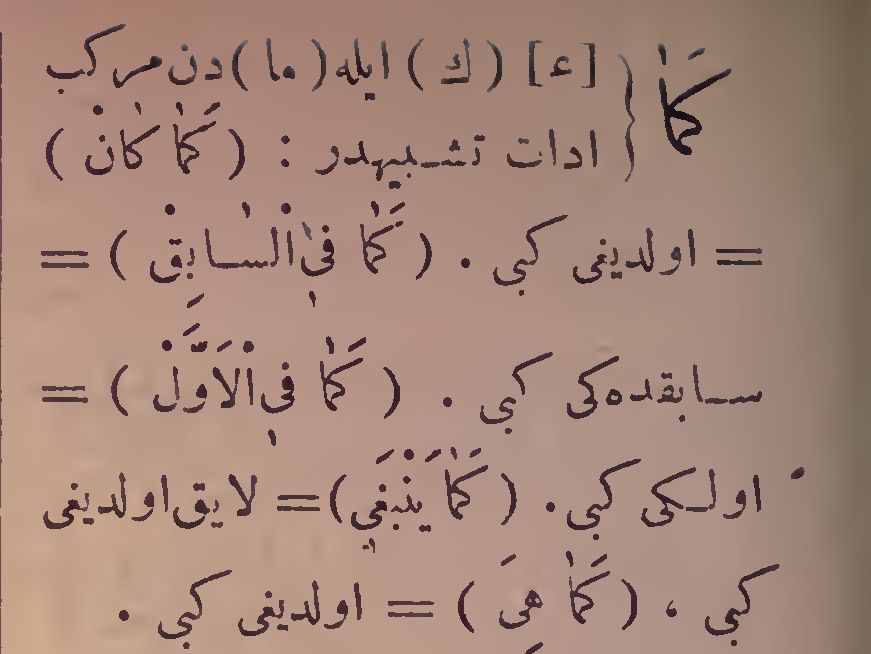 كَمَا { [ع] (ك) ايله (ما) دن مركب
ادات تشبيهدر : (كَمَا كَانَ)
= اولديغى كبى . (كَمَا فِى السَّابِقْ) =
سابقده‌كى كبى . (كَمَا فِى الْاَوَّلْ) =
اولكى كبى . (كَمَا يَنْبَغِي) = لايق اولديغى
كبى ، (كَمَا هِىَ) = اولديغى كبى .